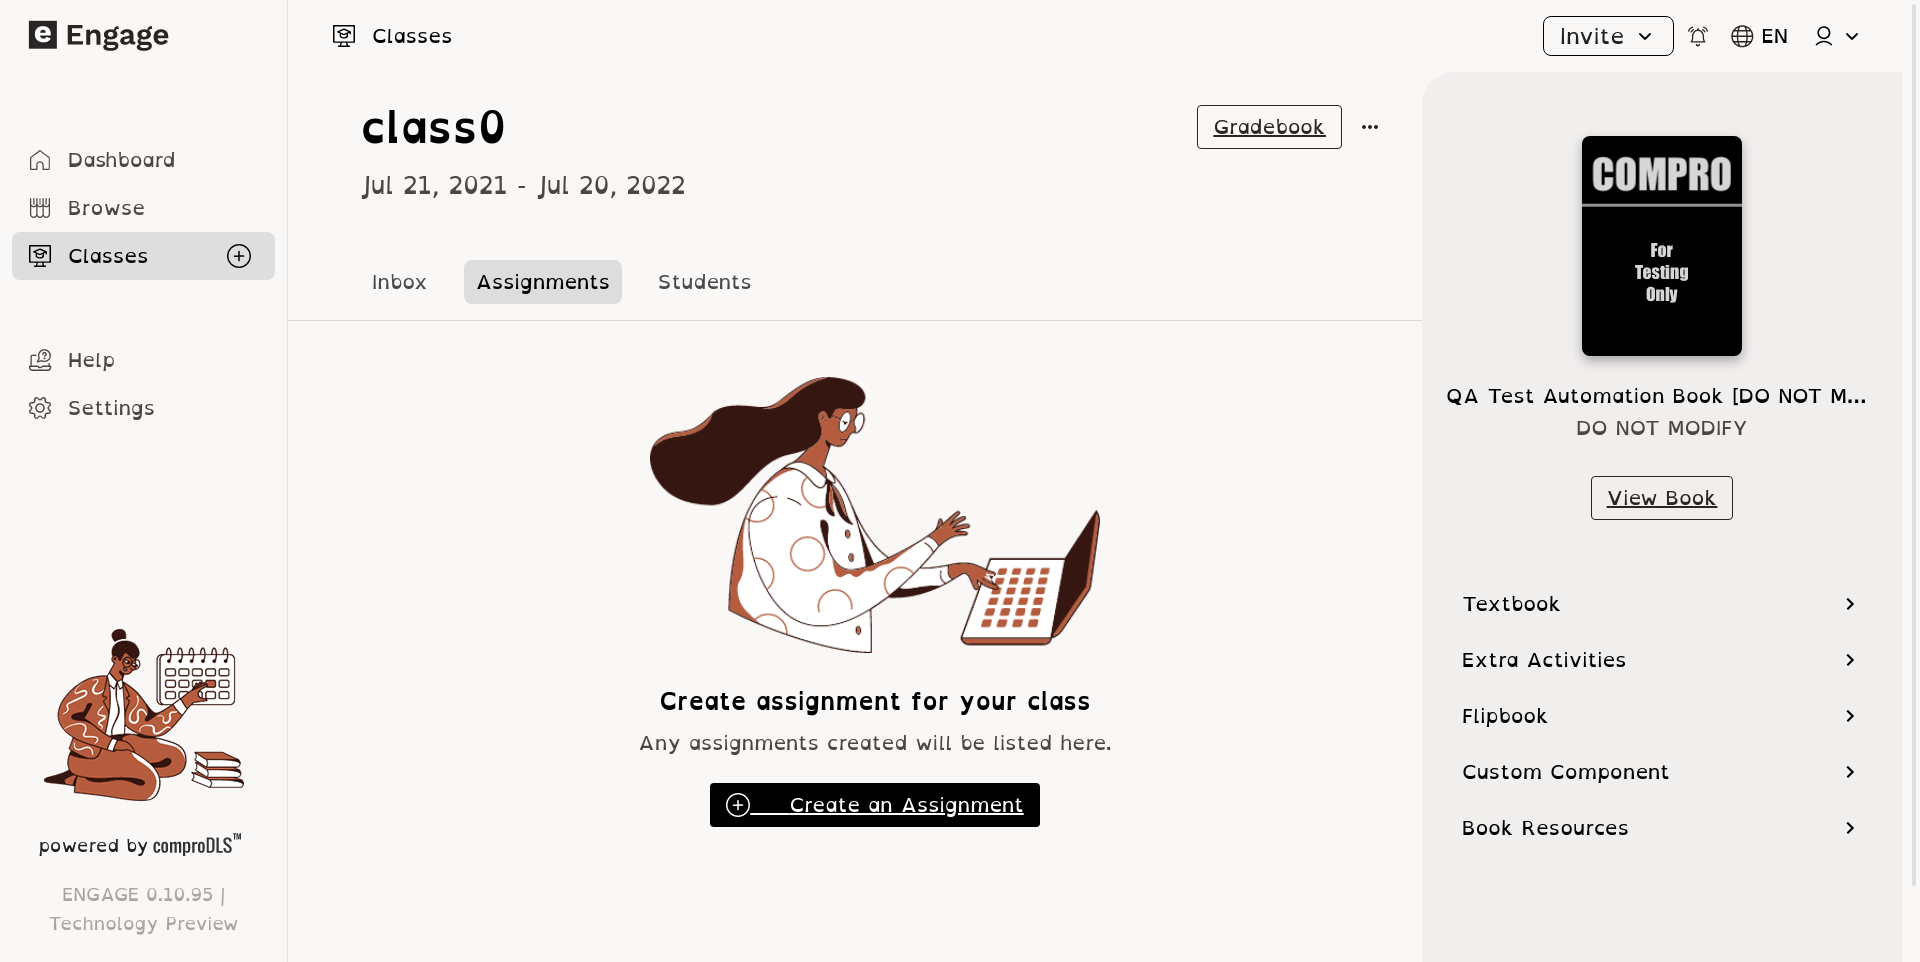 e Engage
Dashboard
Browse
Classes
Help
Settings
powered by comproDLS™
ENGAGE 0.10.95 |
Technology Preview
Classes
Invite
EN
class0
Gradebook
Jul 21, 2021 - Jul 20, 2022
Inbox
Assignments
Students
Create assignment for your class
Any assignments created will be listed here.
Create an Assignment
COMPRO
For
Testing
Only
QA Test Automation Book [DO NOT M...
DO NOT MODIFY
View Book
Textbook
Extra Activities
Flipbook
Custom Component
Book Resources